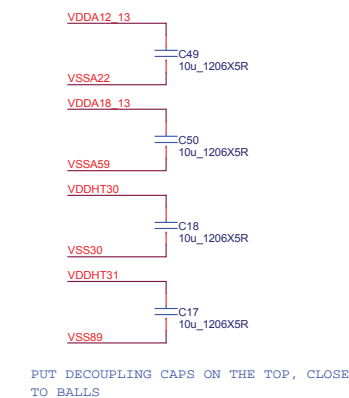 VDDA12_13
C49
10u_1206X5R
VSSA22
VDDA18_13
C50
10u_1206X5R
VSSA59
VDDHT30
C18
10u_1206X5R
VSS30
VDDHT31
C17
10u_1206X5R
VSS89
PUT DECOUPLING CAPS ON THE TOP, CLOSE
TO BALLS